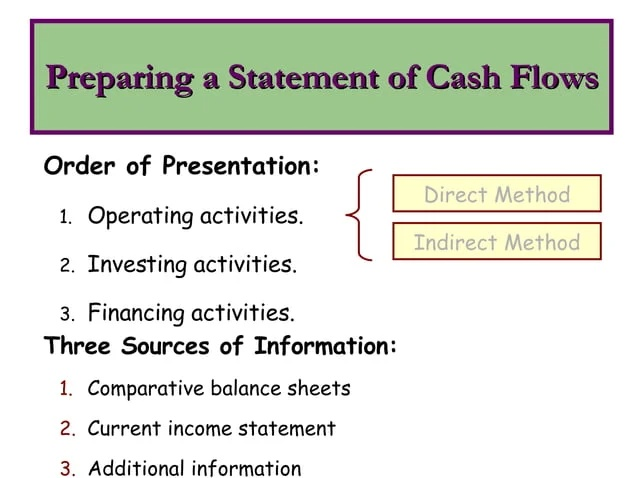 Preparing a Statement of Cash Flows
Order of Presentation:
1. Operating activities.
Direct Method
Indirect Method
2. Investing activities.
3. Financing activities.
Three Sources of Information:
1. Comparative balance sheets
2. Current income statement
3. Additional information